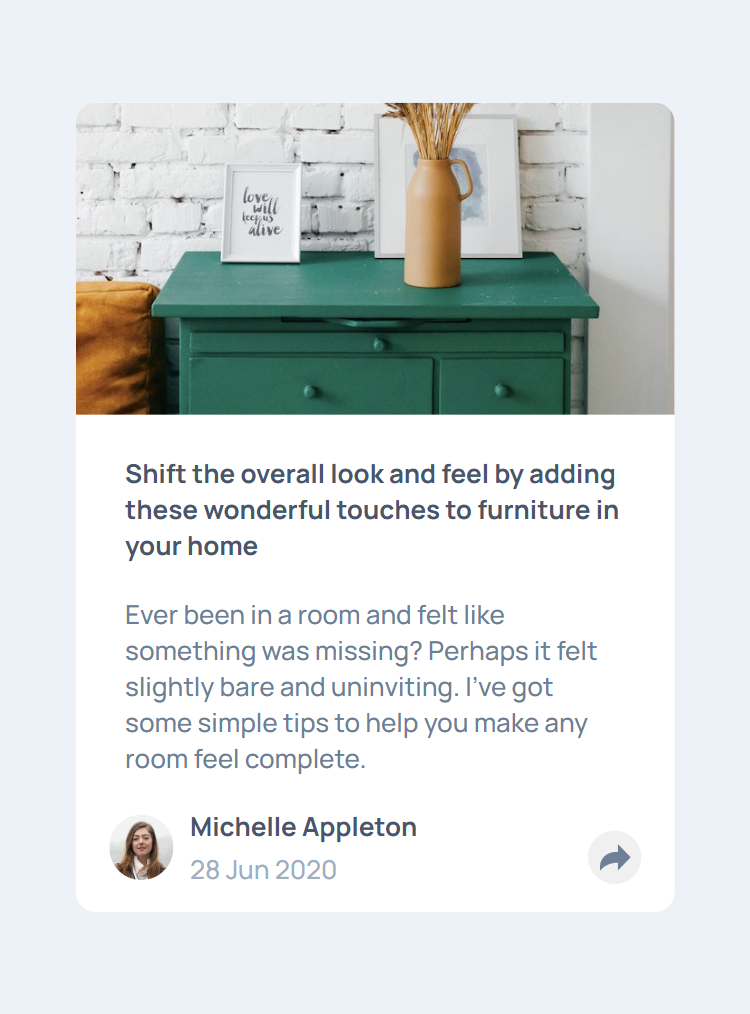 love
will
keep us
alive
Shift the overall look and feel by adding
these wonderful touches to furniture in
your home
Ever been in a room and felt like
something was missing? Perhaps it felt
slightly bare and uninviting. I’ve got
some simple tips to help you make any
room feel complete.
Michelle Appleton
28 Jun 2020